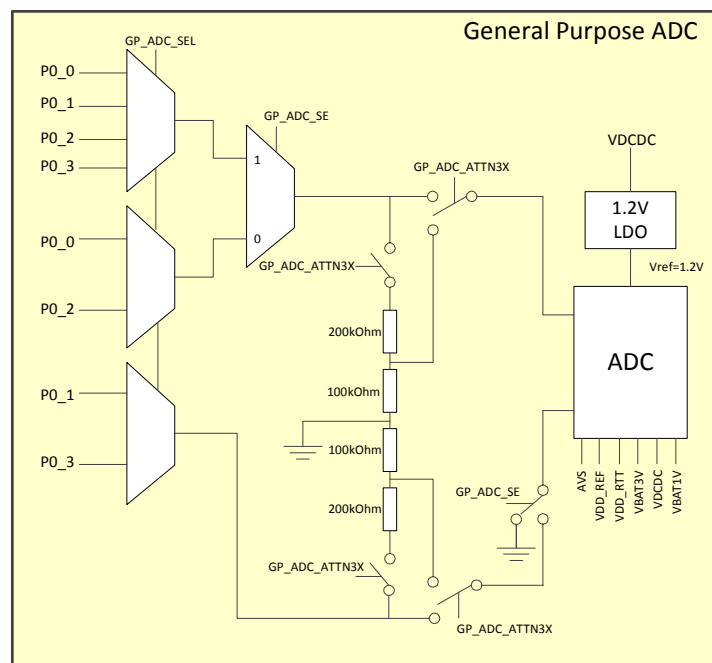 General Purpose ADC
GP_ADC_SEL
P0_0
P0_1
P0_2
P0_3
GP_ADC_SE
1
0
P0_0
P0_2
P0_1
P0_3
GP_ADC_ATTN3X
GP_ADC_ATTN3X
200kOhm
100kOhm
100kOhm
200kOhm
GP_ADC_ATTN3X
GP_ADC_ATTN3X
GP_ADC_SE
VDCDC
1.2V
LDO
Vref=1.2V
ADC
AVS
VDD_REF
VDD_RTT
VBAT3V
VDCDC
VBAT1V